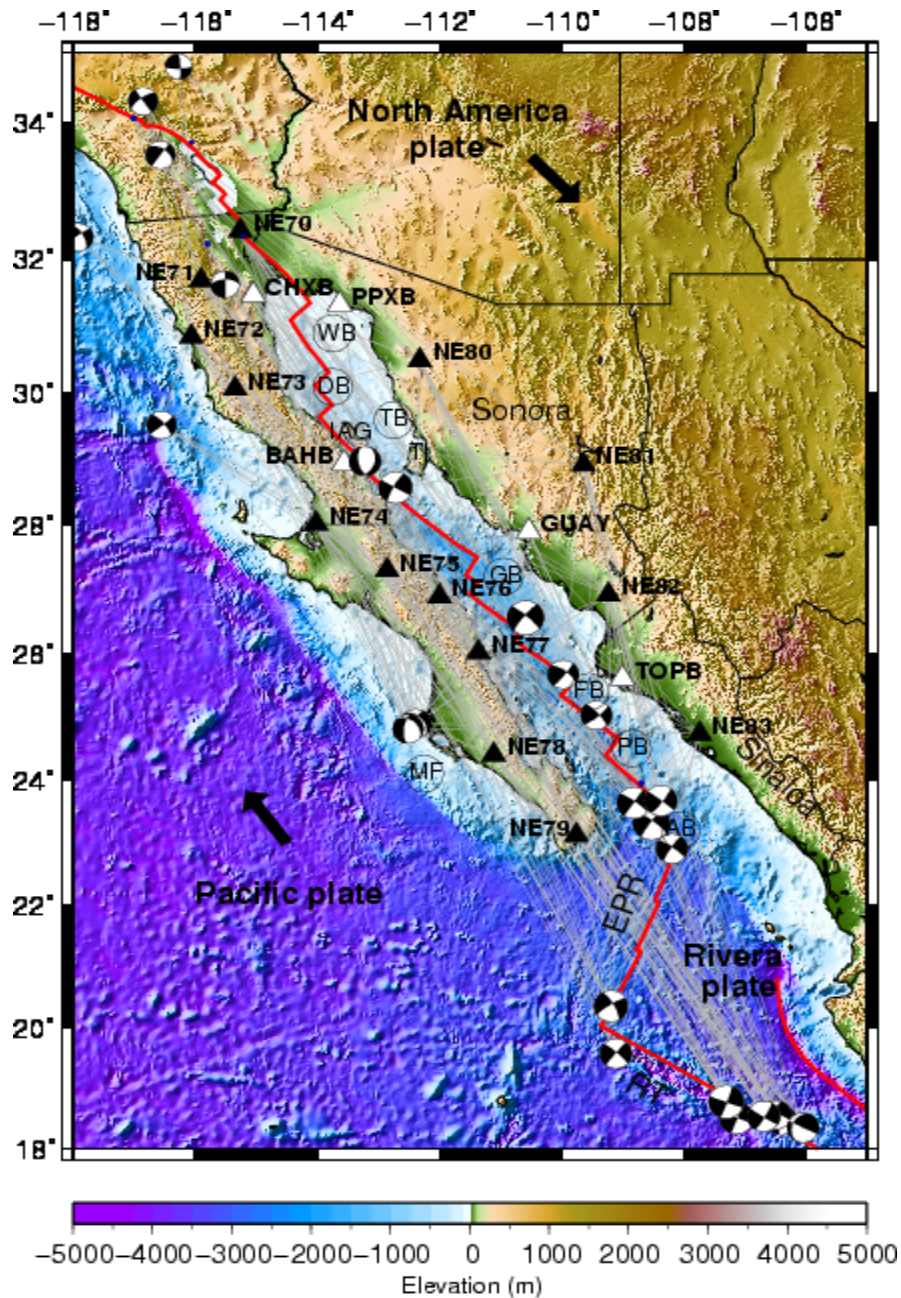 −118° −116° −114° −112° −110° −108° −108°
34°
32°
30°
28°
26°
24°
22°
20°
18°
North America
plate
NE70
NE71
CHXB
PPXB
NE72
WB
NE80
NE73
DB
TB
Sonora
IAG
TI
BAHB
NE81
NE74
GUAY
NE75
GB
NE76
NE82
NE77
TOPB
FB
NE78
PB
NE83
MF
Sinaloa
NE79
AB
Pacific plate
EPR
Rivera
plate
RT
−5000 −4000 −3000 −2000 −1000 0 1000 2000 3000 4000 5000
Elevation (m)